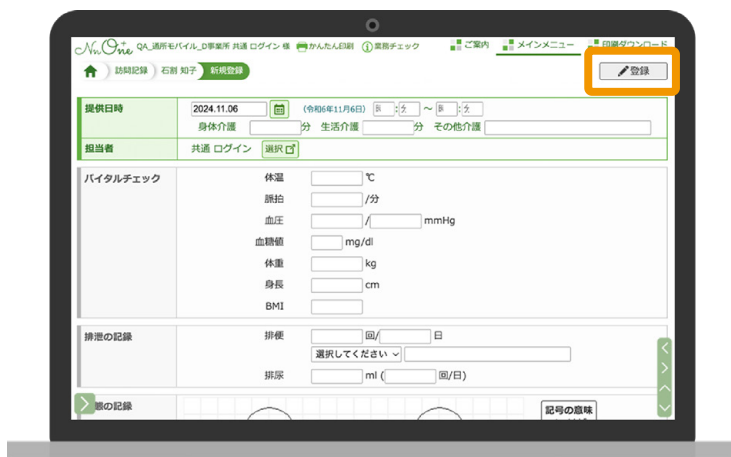 NnOne QA_通所モバイル_D事業所 共通 ログイン 様 かんたん印刷 業務チェック ご案内 メインメニュー 印刷ダウンロード
訪問記録 石割 知子 新規登録 登録
提供日時 2024.11.06 (令和6年11月6日) : ~ :
身体介護 分 生活介護 分 その他介護
担当者 共通 ログイン 選択
バイタルチェック 体温 ℃
脈拍 /分
血圧 / mmHg
血糖値 mg/dl
体重 kg
身長 cm
BMI
排泄の記録 排便 回/ 日
選択してください
排尿 ml ( 回/日)
態の記録 記号の意味